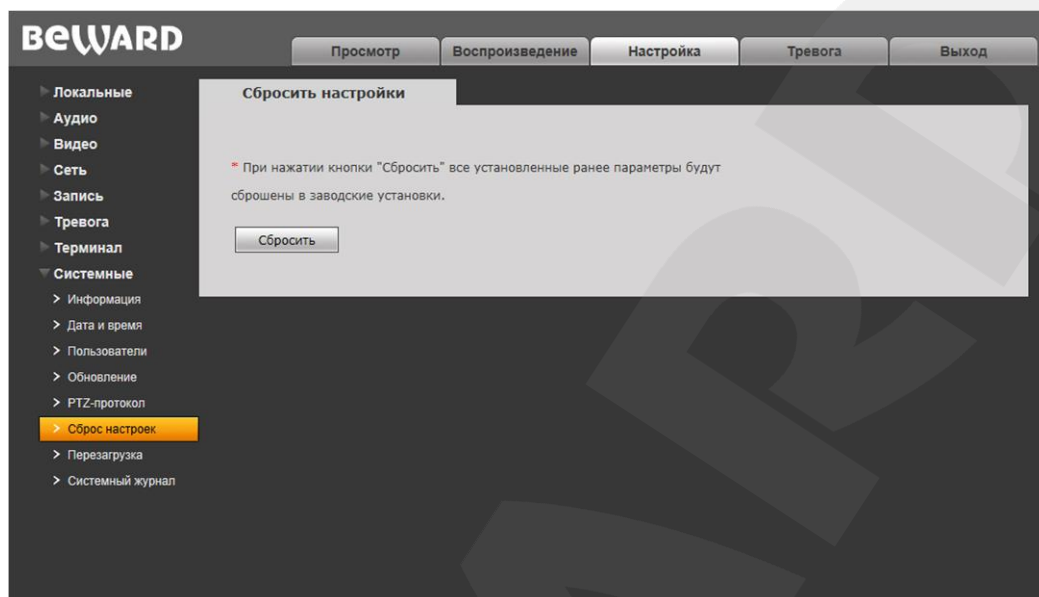 BEWARD
Просмотр
Воспроизведение
Настройка
Тревога
Выход
Локальные
Аудио
Видео
Сеть
Запись
Тревога
Терминал
Системные
Информация
Дата и время
Пользователи
Обновление
PTZ-протокол
Сброс настроек
Перезагрузка
Системный журнал
Сбросить настройки
* При нажатии кнопки "Сбросить" все установленные ранее параметры будут
сброшены в заводские установки.
Сбросить